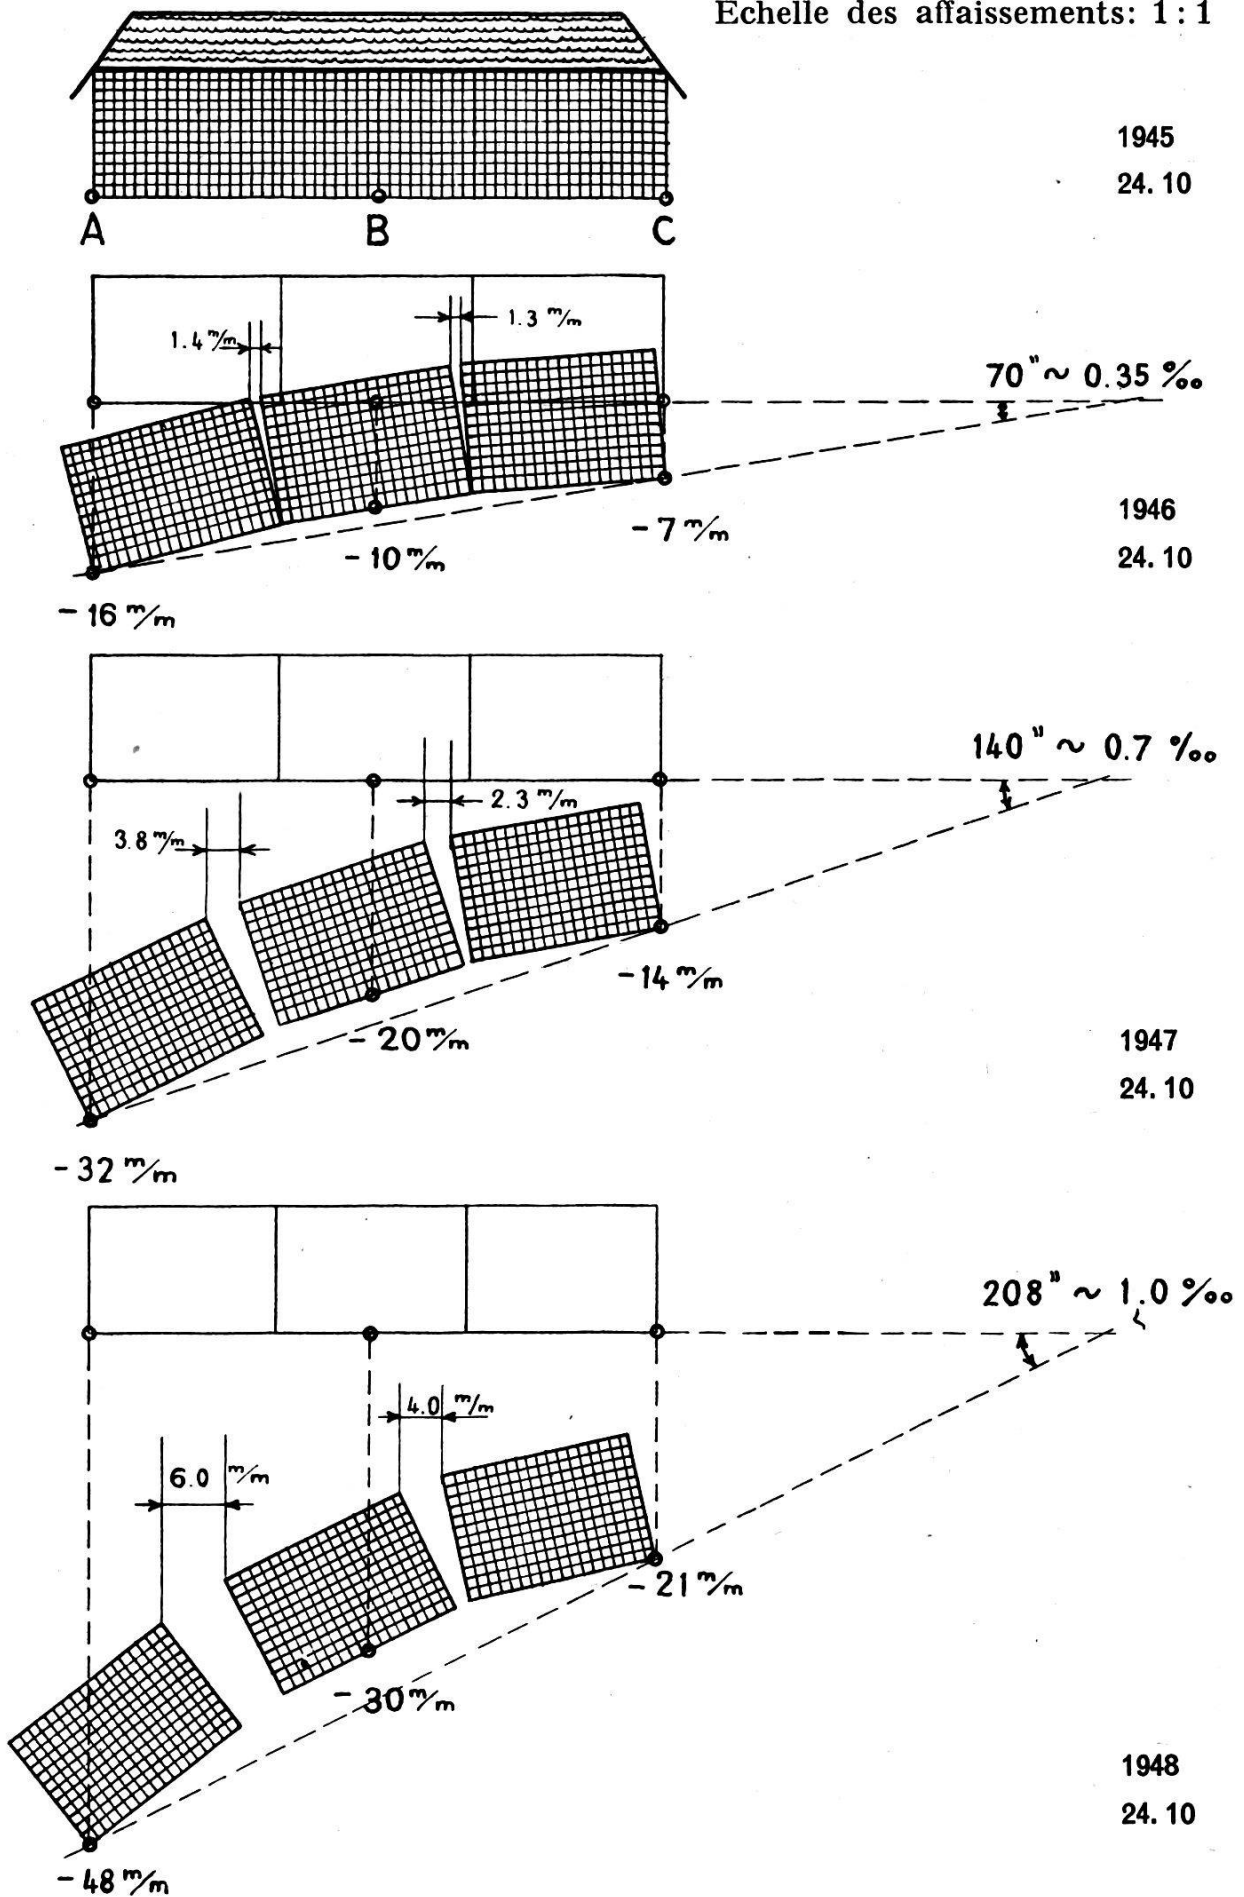 Echelle des affaissements: 1:1
1945
24.10
A B C
1.4 m/m
1.3 m/m
70" ~ 0.35 ‰
- 7 m/m
- 10 m/m
- 16 m/m
1946
24.10
140" ~ 0.7 ‰
2.3 m/m
3.8 m/m
- 14 m/m
- 20 m/m
- 32 m/m
1947
24.10
208" ~ 1.0 ‰
4.0 m/m
6.0 m/m
- 21 m/m
- 30 m/m
- 48 m/m
1948
24.10